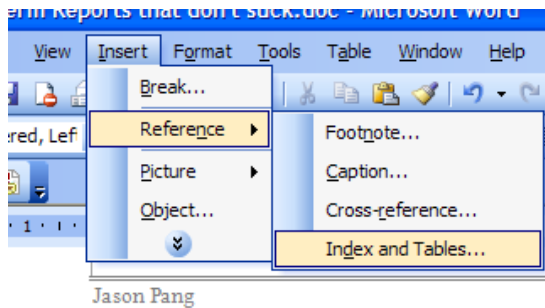 erm Reports that don't suck.doc - Microsoft Word
View Insert Format Tools Table Window Help
Break...
ered, Lef
Reference
Footnote...
Picture
Caption...
Object...
Cross-reference...
1
Index and Tables...
Jason Pang